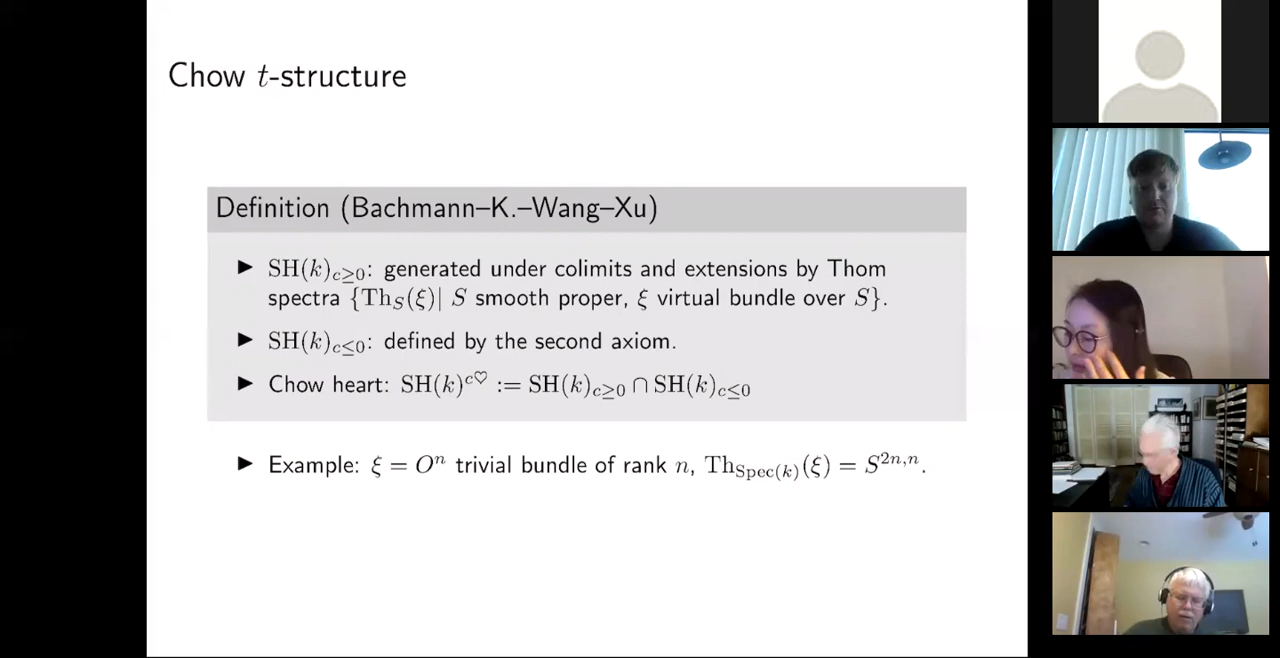 Chow t-structure
Definition (Bachmann–K.–Wang–Xu)
▶ SH(k)_{c≥0}: generated under colimits and extensions by Thom
spectra {Th_S(ξ)| S smooth proper, ξ virtual bundle over S}.
▶ SH(k)_{c≤0}: defined by the second axiom.
▶ Chow heart: SH(k)^{c♡} := SH(k)_{c≥0} ∩ SH(k)_{c≤0}
▶ Example: ξ = O^n trivial bundle of rank n, Th_{Spec(k)}(ξ) = S^{2n,n}.